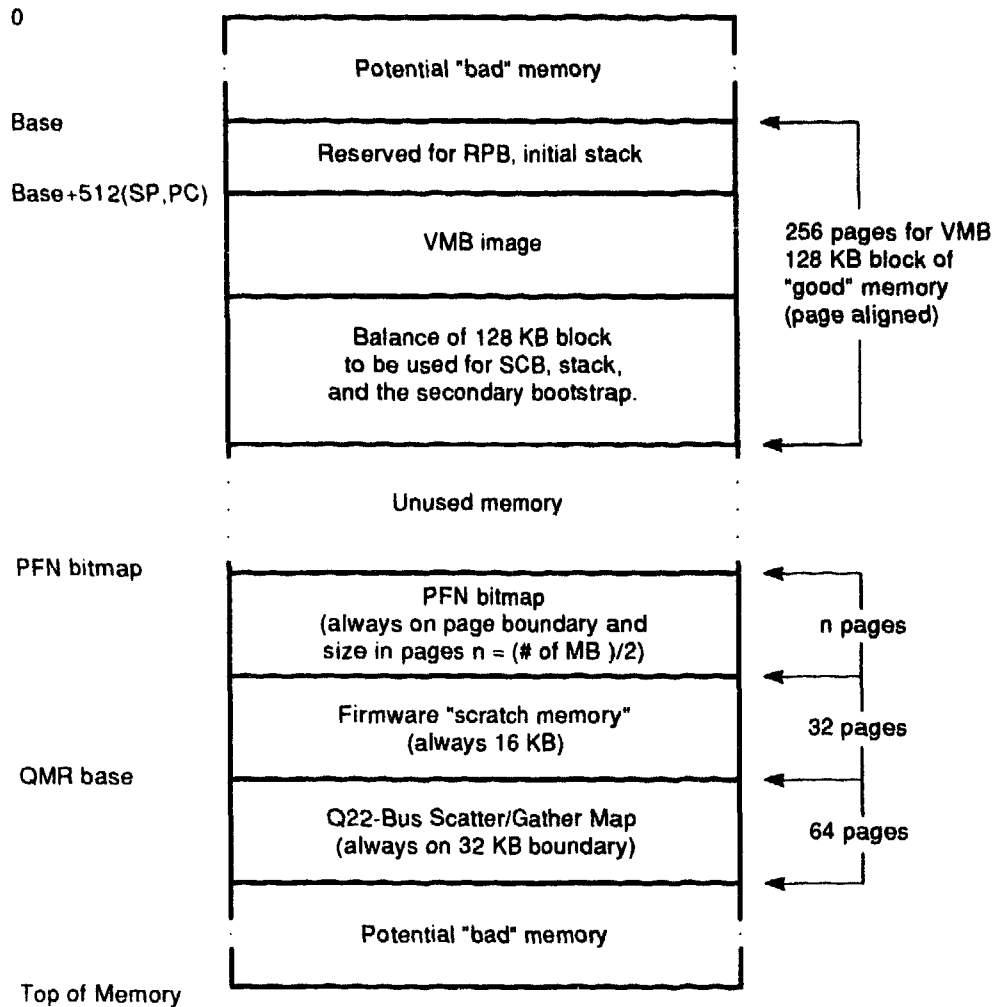 0
Potential "bad" memory
Base
Reserved for RPB, initial stack
Base+512(SP,PC)
VMB image
256 pages for VMB
128 KB block of
"good" memory
(page aligned)
Balance of 128 KB block
to be used for SCB, stack,
and the secondary bootstrap.
Unused memory
PFN bitmap
PFN bitmap
(always on page boundary and
size in pages n = (# of MB )/2)
n pages
Firmware "scratch memory"
(always 16 KB)
32 pages
QMR base
Q22-Bus Scatter/Gather Map
(always on 32 KB boundary)
64 pages
Potential "bad" memory
Top of Memory